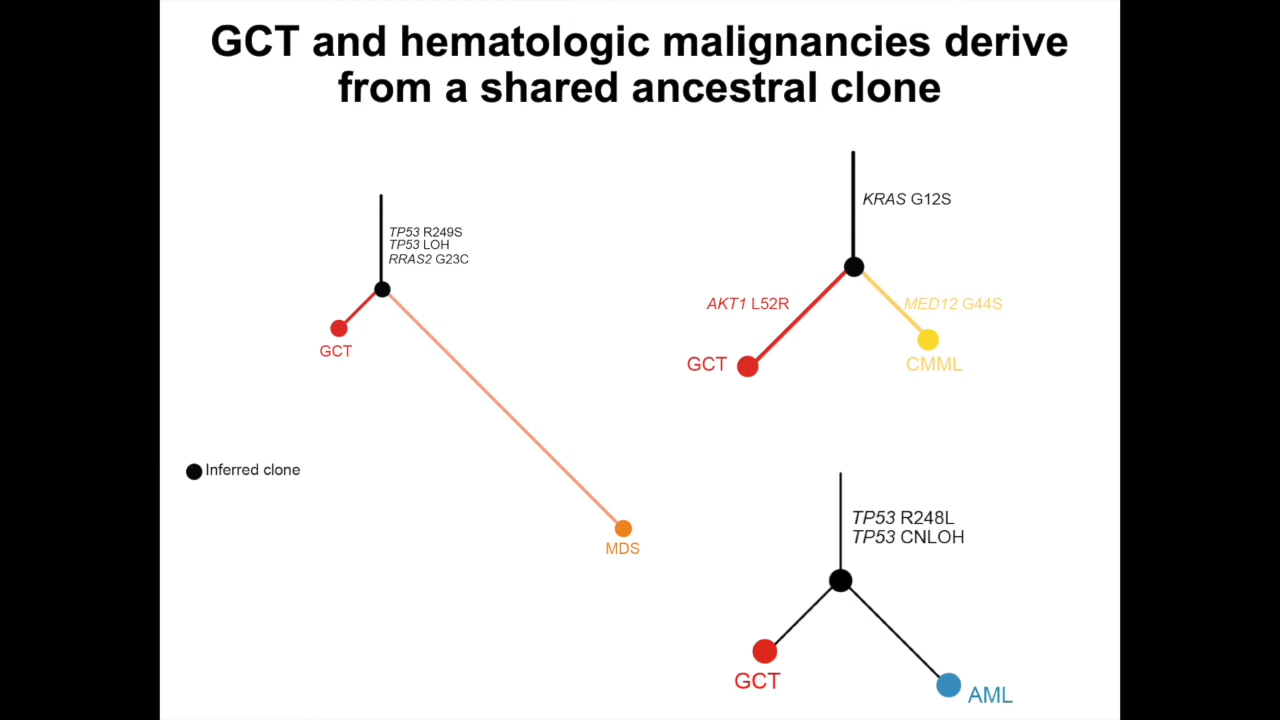 GCT and hematologic malignancies derive
from a shared ancestral clone
TP53 R249S
TP53 LOH
RRAS2 G23C
GCT
MDS
Inferred clone
KRAS G12S
AKT1 L52R
MED12 G44S
GCT
CMML
TP53 R248L
TP53 CNLOH
GCT
AML